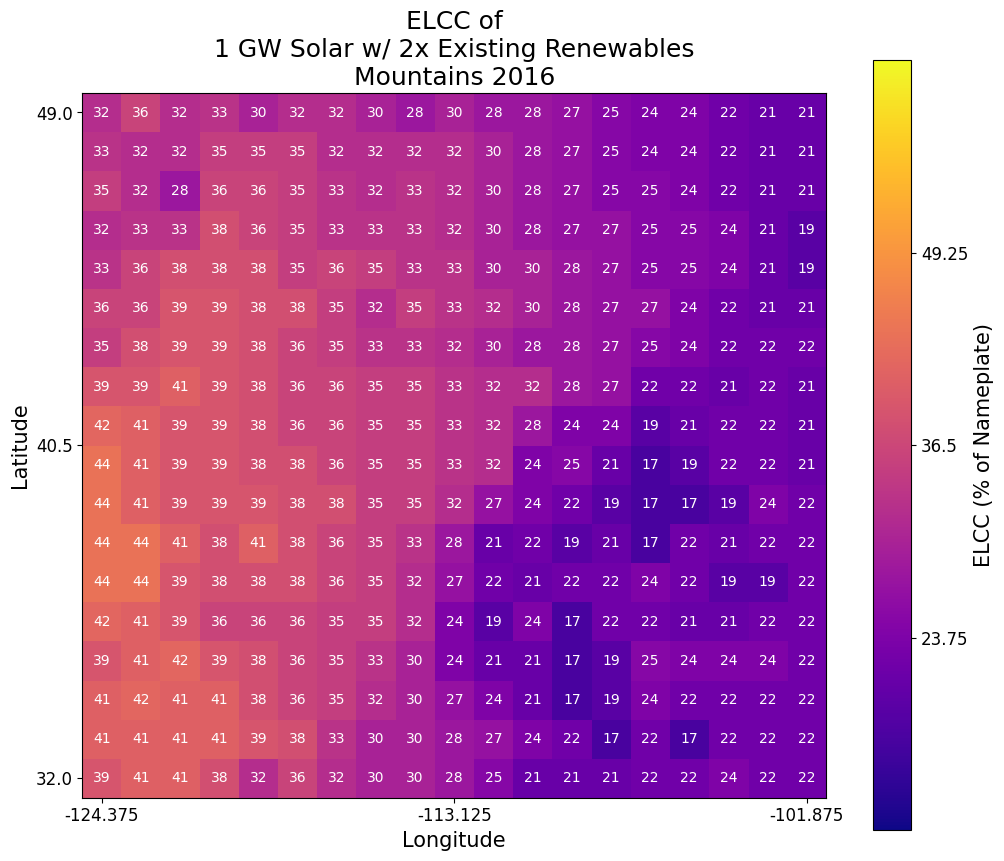 ELCC of
1 GW Solar w/ 2x Existing Renewables
Mountains 2016
49.0 32 36 32 33 30 32 32 30 28 30 28 28 27 25 24 24 22 21 21
33 32 32 35 35 35 32 32 32 32 30 28 27 25 24 24 22 21 21
35 32 28 36 36 35 33 32 33 32 30 28 27 25 25 24 22 21 21
32 33 33 38 36 35 33 33 33 32 30 28 27 27 25 25 24 21 19
33 36 38 38 38 35 36 35 33 33 30 30 28 27 25 25 24 21 19
36 36 39 39 38 38 35 32 35 33 32 30 28 27 27 24 22 21 21
35 38 39 39 38 36 35 33 33 32 30 28 28 27 25 24 22 22 22
39 39 41 39 38 36 36 35 35 33 32 32 28 27 22 22 21 22 21
42 41 39 39 38 36 36 35 35 33 32 28 24 24 19 21 22 22 21
40.5
44 41 39 39 38 38 36 35 35 33 32 24 25 21 17 19 22 22 21
44 41 39 39 39 38 38 35 35 32 27 24 22 19 17 17 19 24 22
44 44 41 38 41 38 36 35 33 28 21 22 19 21 17 22 21 22 22
44 44 39 38 38 38 36 35 32 27 22 21 22 22 24 22 19 19 22
42 41 39 36 36 36 35 35 32 24 19 24 17 22 22 21 21 22 22
39 41 42 39 38 36 35 33 30 24 21 21 17 19 25 24 24 24 22
41 42 41 41 38 36 35 32 30 27 24 21 17 19 24 22 22 22 22
41 41 41 41 39 38 33 30 30 28 27 24 22 17 22 17 22 22 22
32.0 39 41 41 38 32 36 32 30 30 28 25 21 21 21 22 22 24 22 22
-124.375 -113.125 -101.875
Longitude
Latitude
49.25
36.5
23.75
ELCC (% of Nameplate)